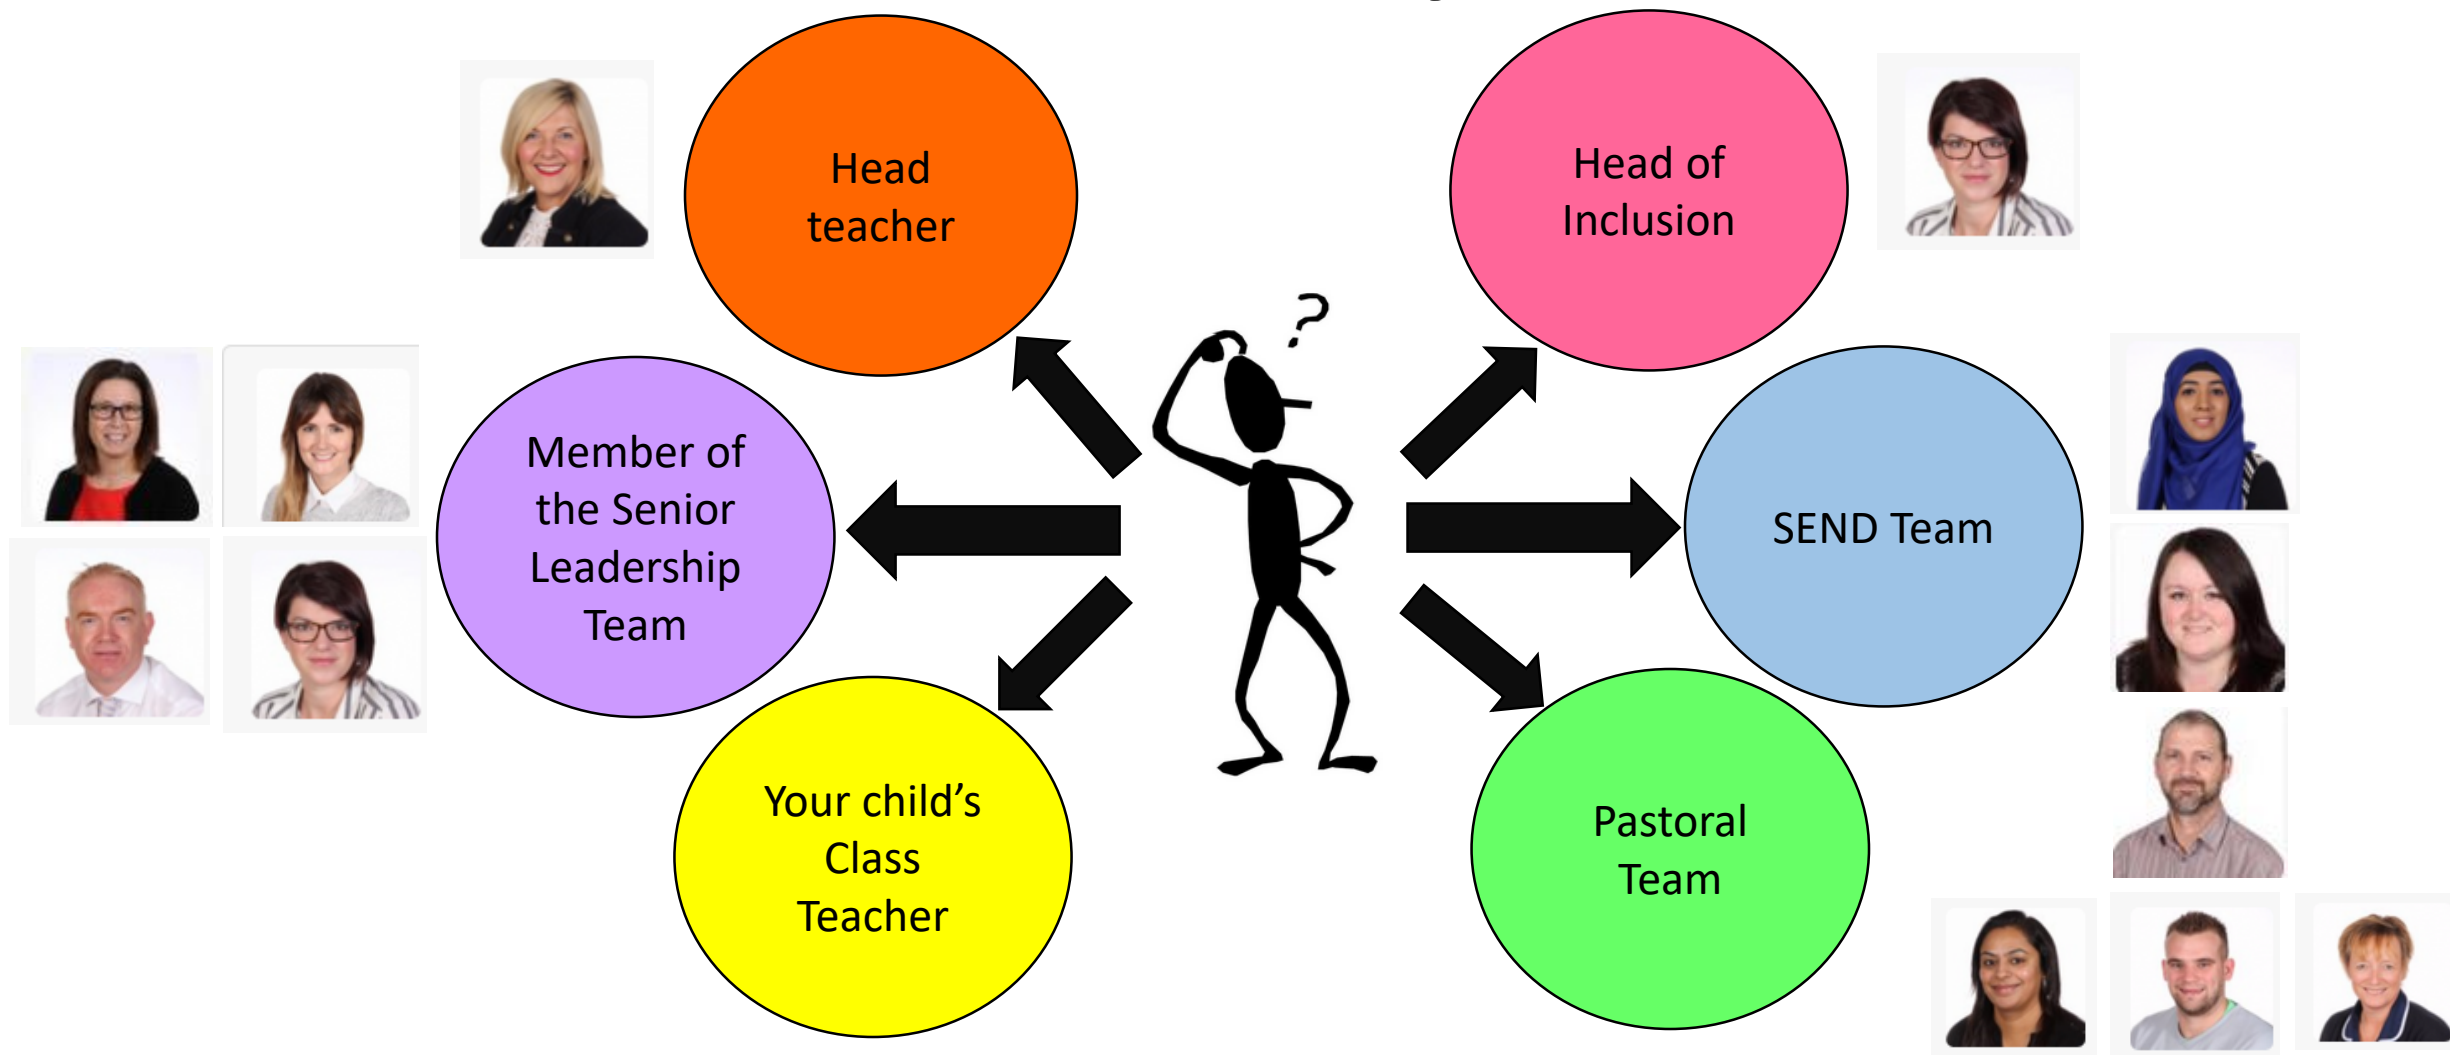 Head
teacher
Head of
Inclusion
?
Member of
the Senior
Leadership
Team
SEND Team
Your child’s
Class
Teacher
Pastoral
Team